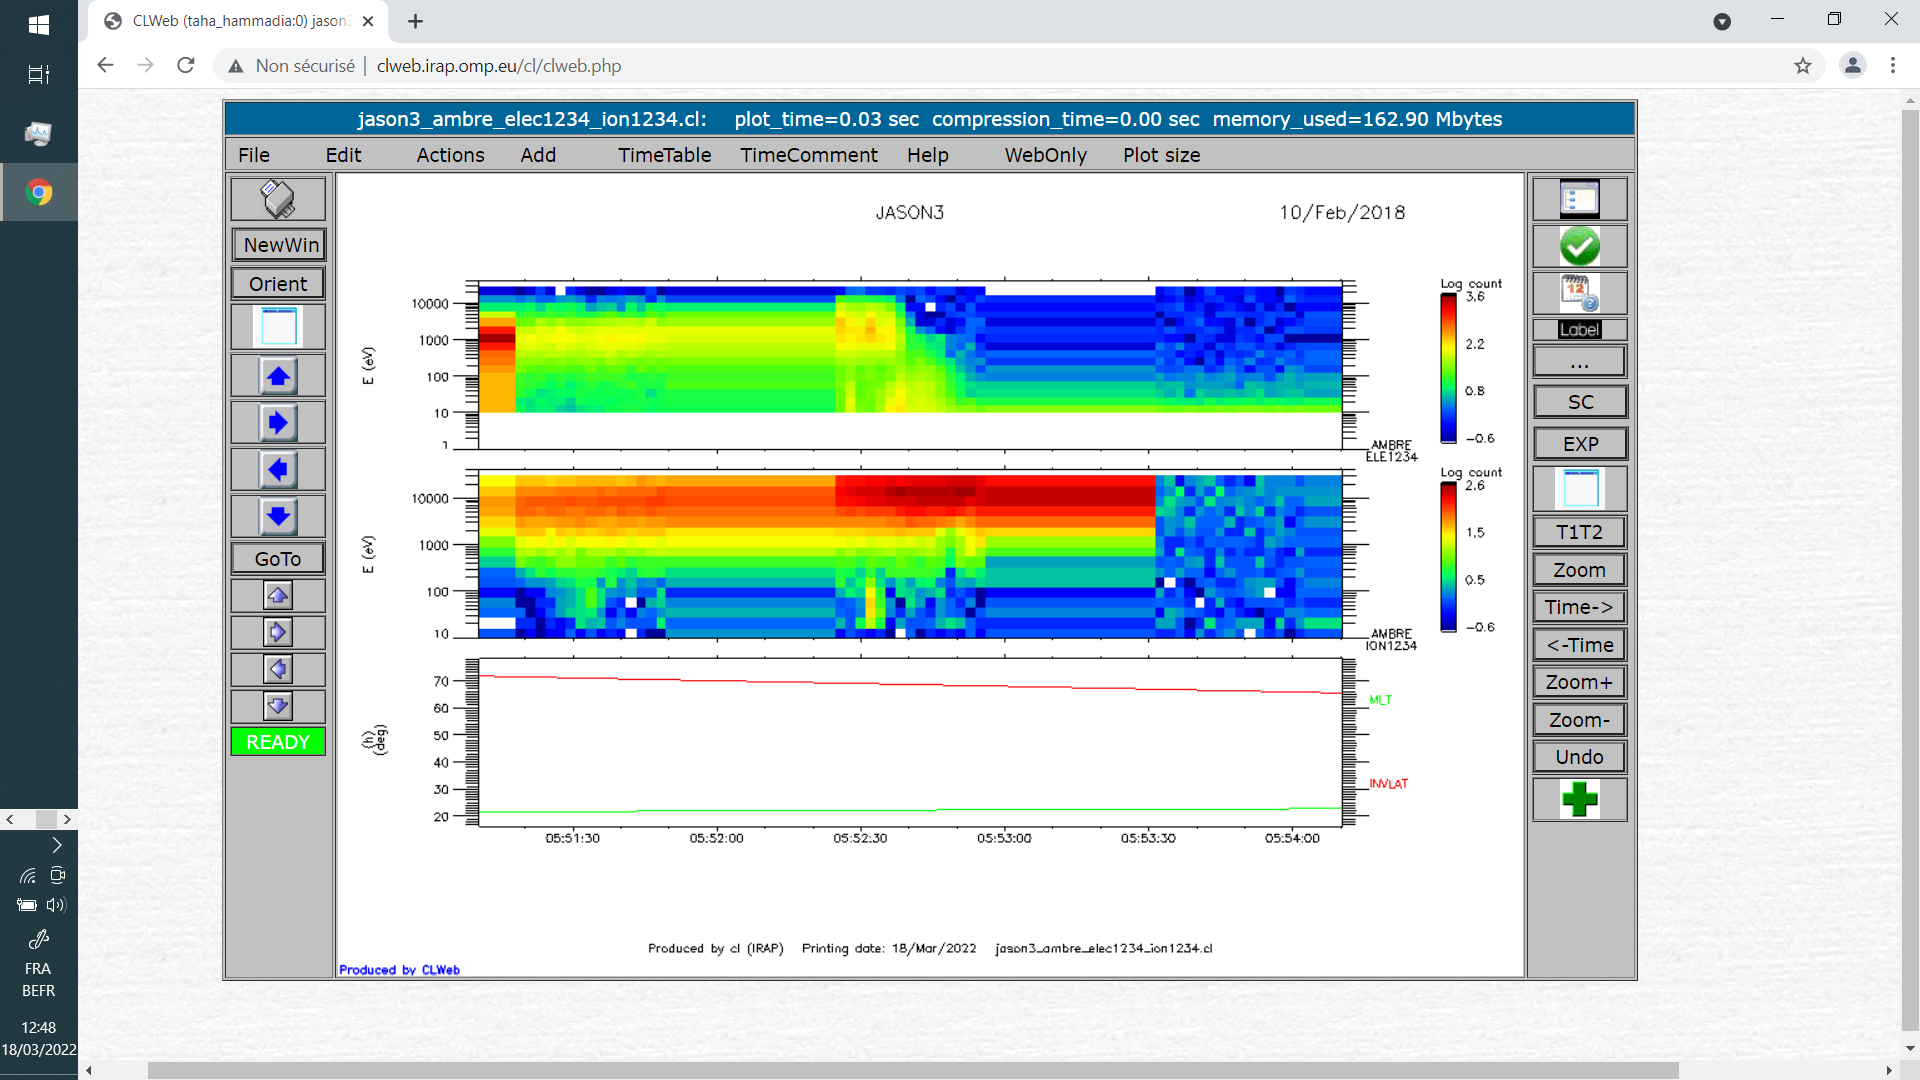 CLWeb (taha_hammadia:0) jason3
Non sécurisé | clweb.irap.omp.eu/cl/clweb.php
jason3_ambre_elec1234_ion1234.cl: plot_time=0.03 sec compression_time=0.00 sec memory_used=162.90 Mbytes
File Edit Actions Add TimeTable TimeComment Help WebOnly Plot size
NewWin
Orient
GoTo
READY
JASON3 10/Feb/2018
10000
1000
100
10
1
E (eV)
Log count
3.6
2.2
0.8
-0.6
AMBRE
ELE1234
10000
1000
100
10
E (eV)
Log count
2.6
1.5
0.5
-0.6
AMBRE
ION1234
70
60
50
40
30
20
(h)
(deg)
MLT
INVLAT
05:51:30 05:52:00 05:52:30 05:53:00 05:53:30 05:54:00
Produced by cl (IRAP) Printing date: 18/Mar/2022 jason3_ambre_elec1234_ion1234.cl
Produced by CLWeb
12
Label
...
SC
EXP
T1T2
Zoom
Time->
<-Time
Zoom+
Zoom-
Undo
FRA
BEFR
12:48
18/03/2022